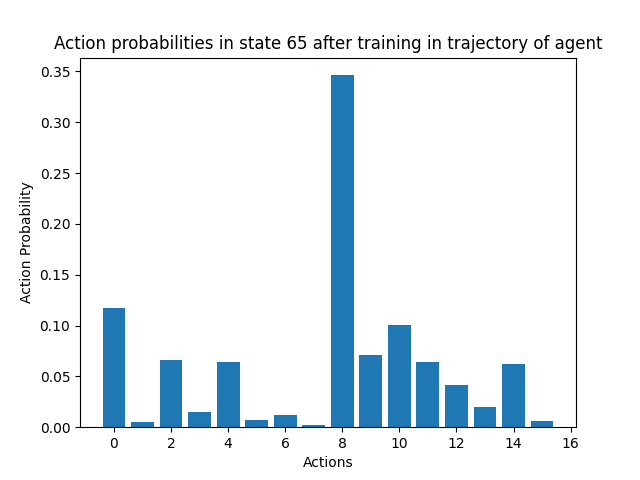 Action probabilities in state 65 after training in trajectory of agent
0.35
0.30
0.25
0.20
0.15
0.10
0.05
0.00
Action Probability
0 2 4 6 8 10 12 14 16
Actions